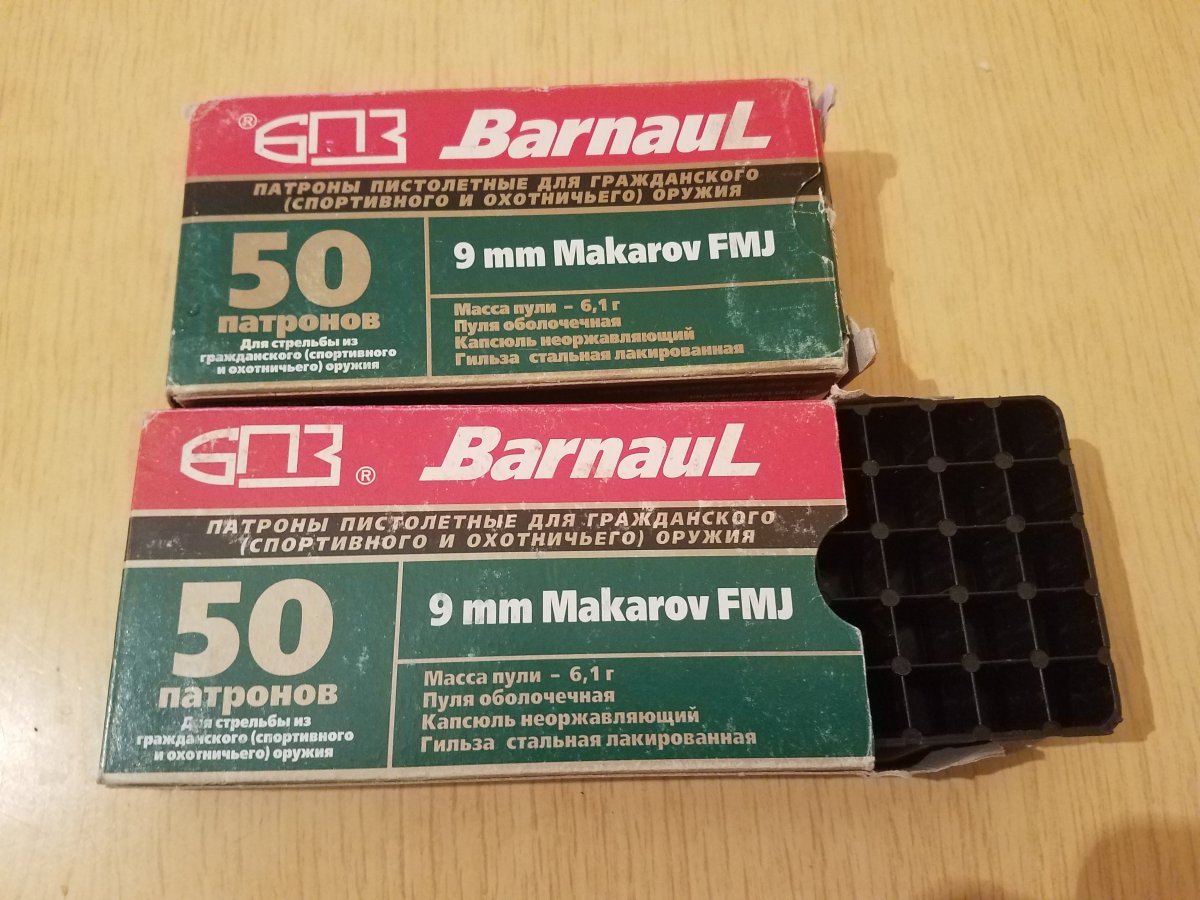 ® БПЗ Barnaul
ПАТРОНЫ ПИСТОЛЕТНЫЕ ДЛЯ ГРАЖДАНСКОГО
(СПОРТИВНОГО И ОХОТНИЧЬЕГО) ОРУЖИЯ
50
патронов
Для стрельбы из
гражданского (спортивного
и охотничьего) оружия
9 mm Makarov FMJ
Масса пули – 6,1 г
Пуля оболочечная
Капсюль неоржавляющий
Гильза стальная лакированная
БПЗ ® Barnaul
ПАТРОНЫ ПИСТОЛЕТНЫЕ ДЛЯ ГРАЖДАНСКОГО
(СПОРТИВНОГО И ОХОТНИЧЬЕГО) ОРУЖИЯ
50
патронов
Для стрельбы из
гражданского (спортивного
и охотничьего) оружия
9 mm Makarov FMJ
Масса пули – 6,1 г
Пуля оболочечная
Капсюль неоржавляющий
Гильза стальная лакированная